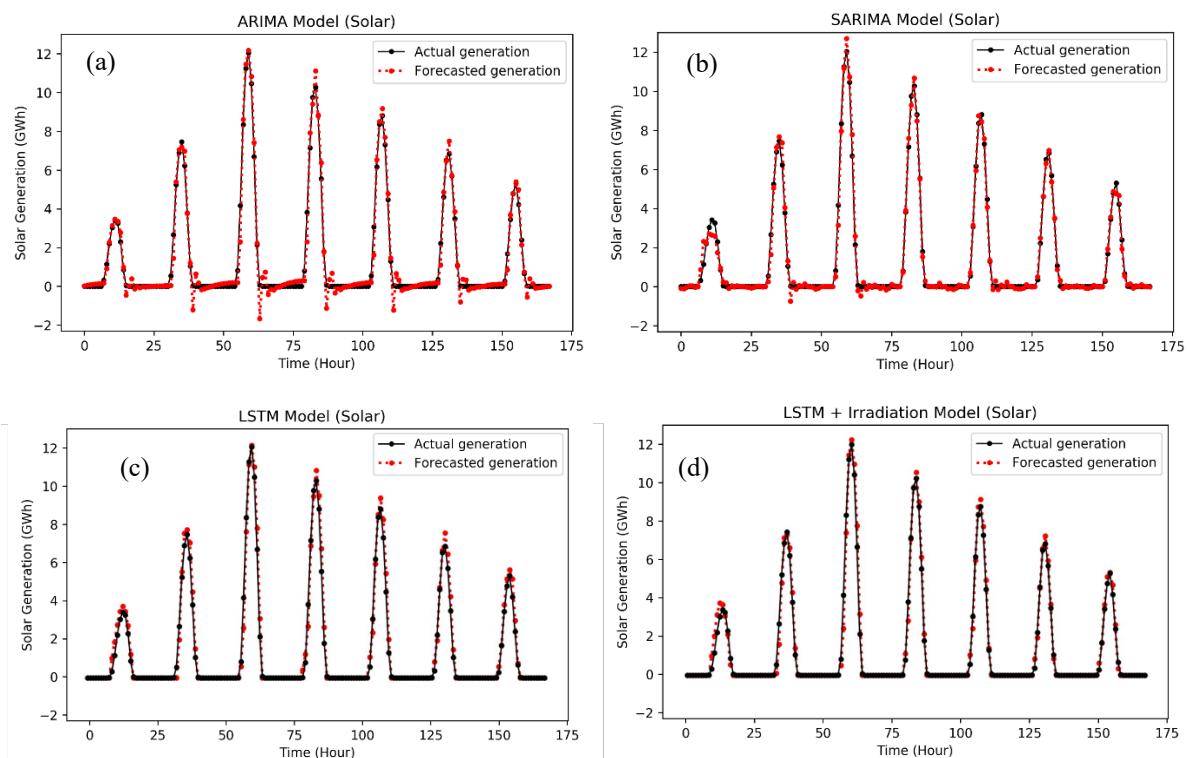 ARIMA Model (Solar)
(a)
Actual generation
Forecasted generation
Solar Generation (GWh)
12
10
8
6
4
2
0
−2
0 25 50 75 100 125 150 175
Time (Hour)
SARIMA Model (Solar)
(b)
Actual generation
Forecasted generation
Solar Generation (GWh)
12
10
8
6
4
2
0
−2
0 25 50 75 100 125 150 175
Time (Hour)
LSTM Model (Solar)
(c)
Actual generation
Forecasted generation
Solar Generation (GWh)
12
10
8
6
4
2
0
−2
0 25 50 75 100 125 150 175
Time (Hour)
LSTM + Irradiation Model (Solar)
(d)
Actual generation
Forecasted generation
Solar Generation (GWh)
12
10
8
6
4
2
0
−2
0 25 50 75 100 125 150 175
Time (Hour)